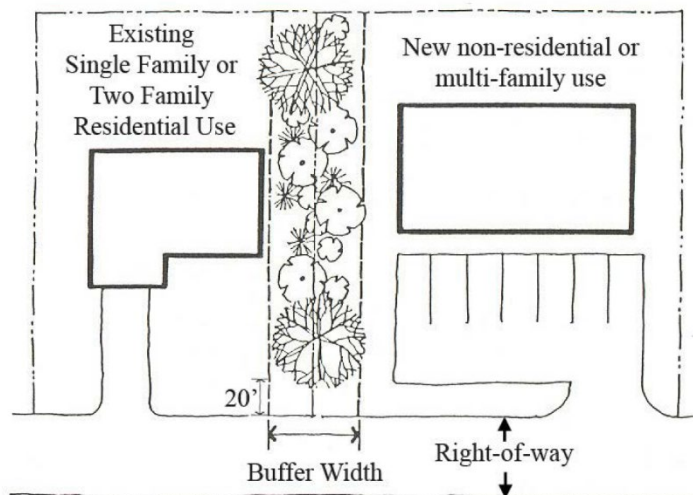 Existing
Single Family or
Two Family
Residential Use
New non-residential or
multi-family use
20’
Right-of-way
Buffer Width